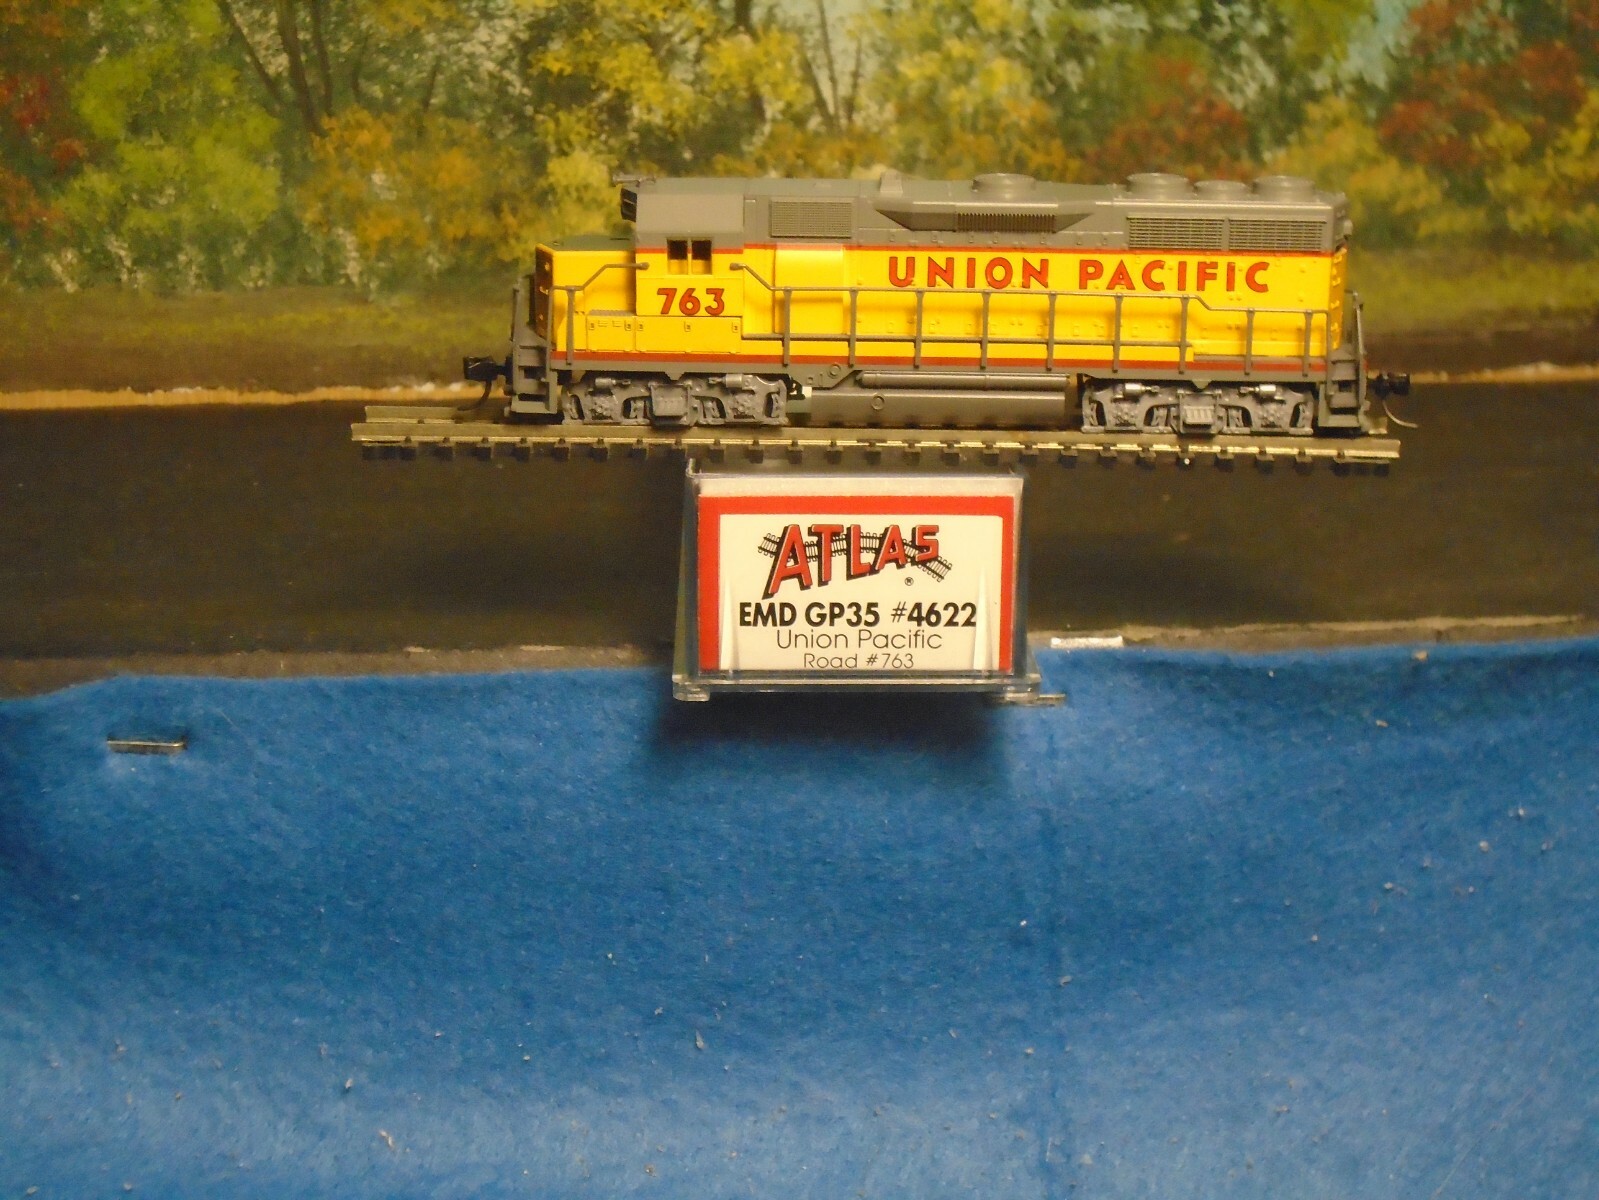 UNION PACIFIC
763
ATLAS
®
EMD GP35 #4622
Union Pacific
Road #763